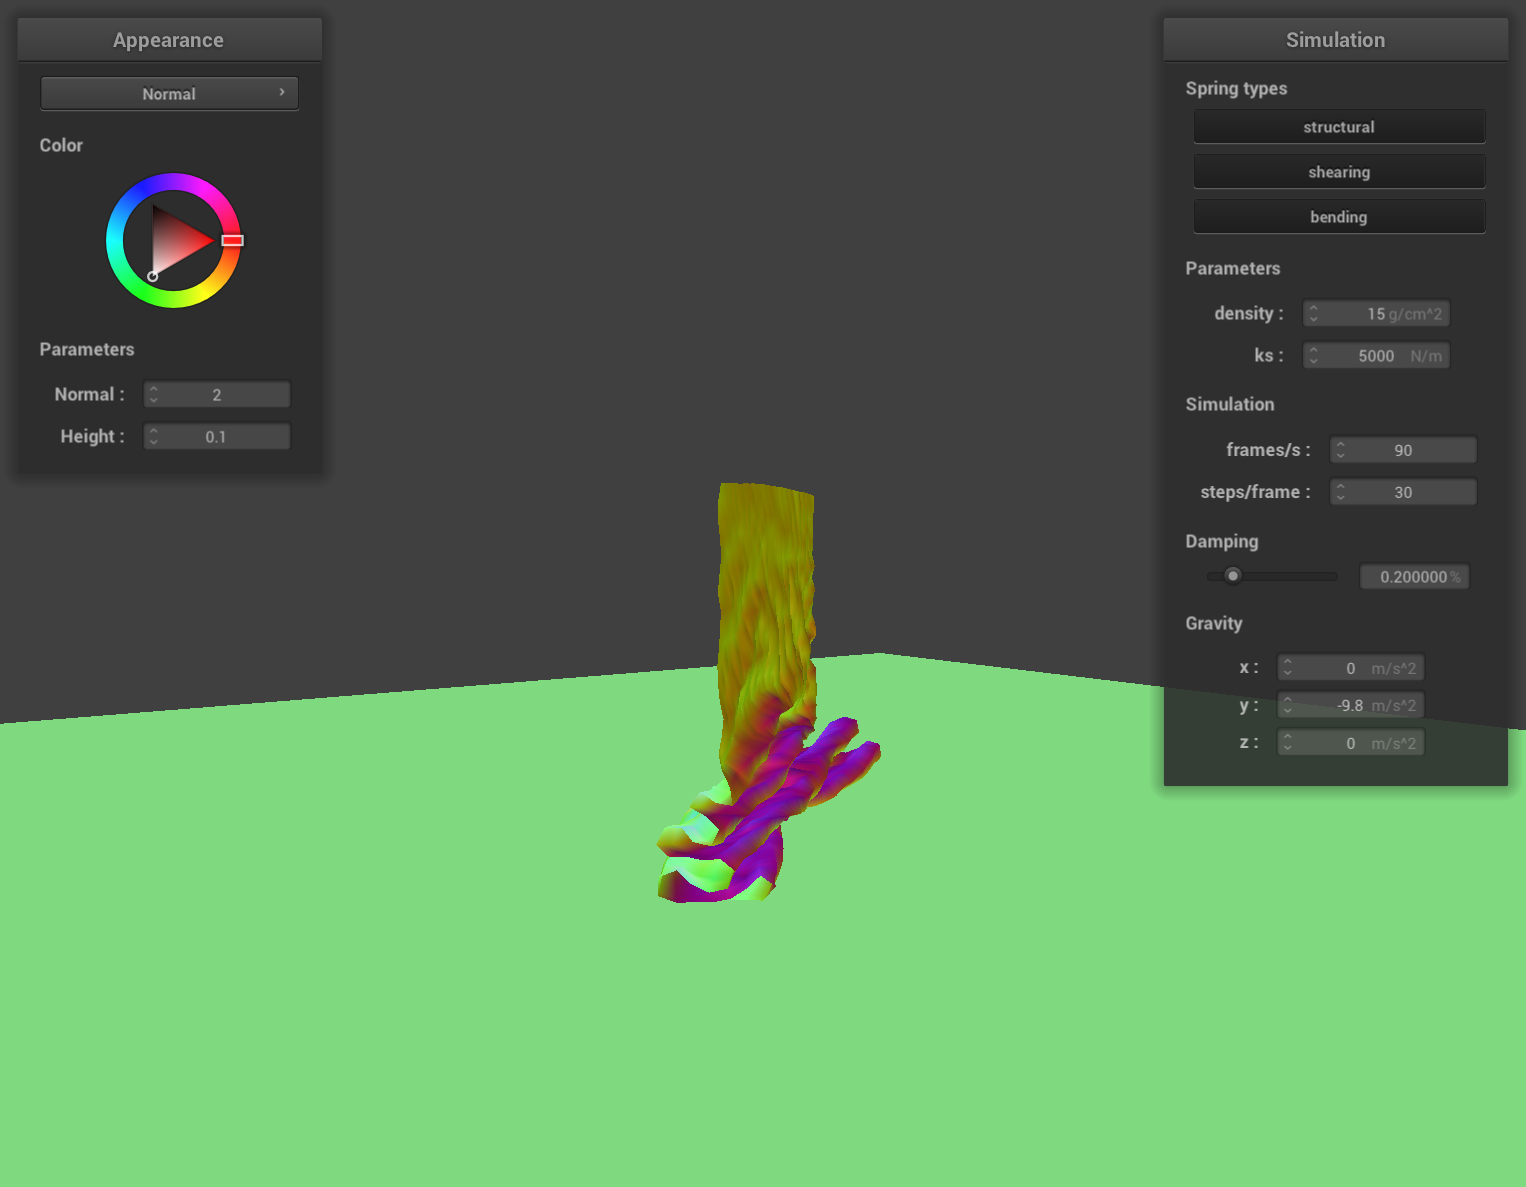 Appearance
Normal
Color
Parameters
Normal : 2
Height : 0.1
Simulation
Spring types
structural
shearing
bending
Parameters
density : 15 g/cm^2
ks : 5000 N/m
Simulation
frames/s : 90
steps/frame : 30
Damping
0.200000 %
Gravity
x : 0 m/s^2
y : -9.8 m/s^2
z : 0 m/s^2